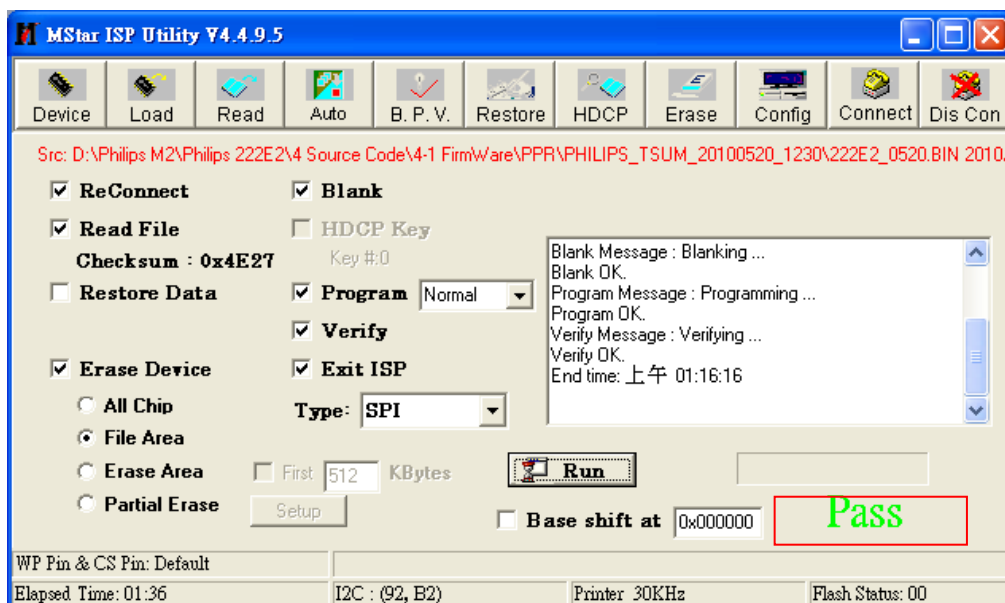 MStar ISP Utility V4.4.9.5
Device Load Read Auto B. P. V. Restore HDCP Erase Config Connect Dis Con
Src: D:\Philips M2\Philips 222E2\4 Source Code\4-1 FirmWare\PPR\PHILIPS_TSUM_20100520_1230\222E2_0520.BIN 2010.
ReConnect Blank
Read File HDCP Key
Checksum : 0x4E27 Key #:0
Restore Data Program Normal
Verify
Erase Device Exit ISP
All Chip Type: SPI
File Area
Erase Area First 512 KBytes
Partial Erase Setup
Blank Message : Blanking ...
Blank OK.
Program Message : Programming ...
Program OK.
Verify Message : Verifying ...
Verify OK.
End time: 上午 01:16:16
Run
Base shift at 0x000000 Pass
WP Pin & CS Pin: Default
Elapsed Time: 01:36 I2C : (92, B2) Printer 30KHz Flash Status: 00